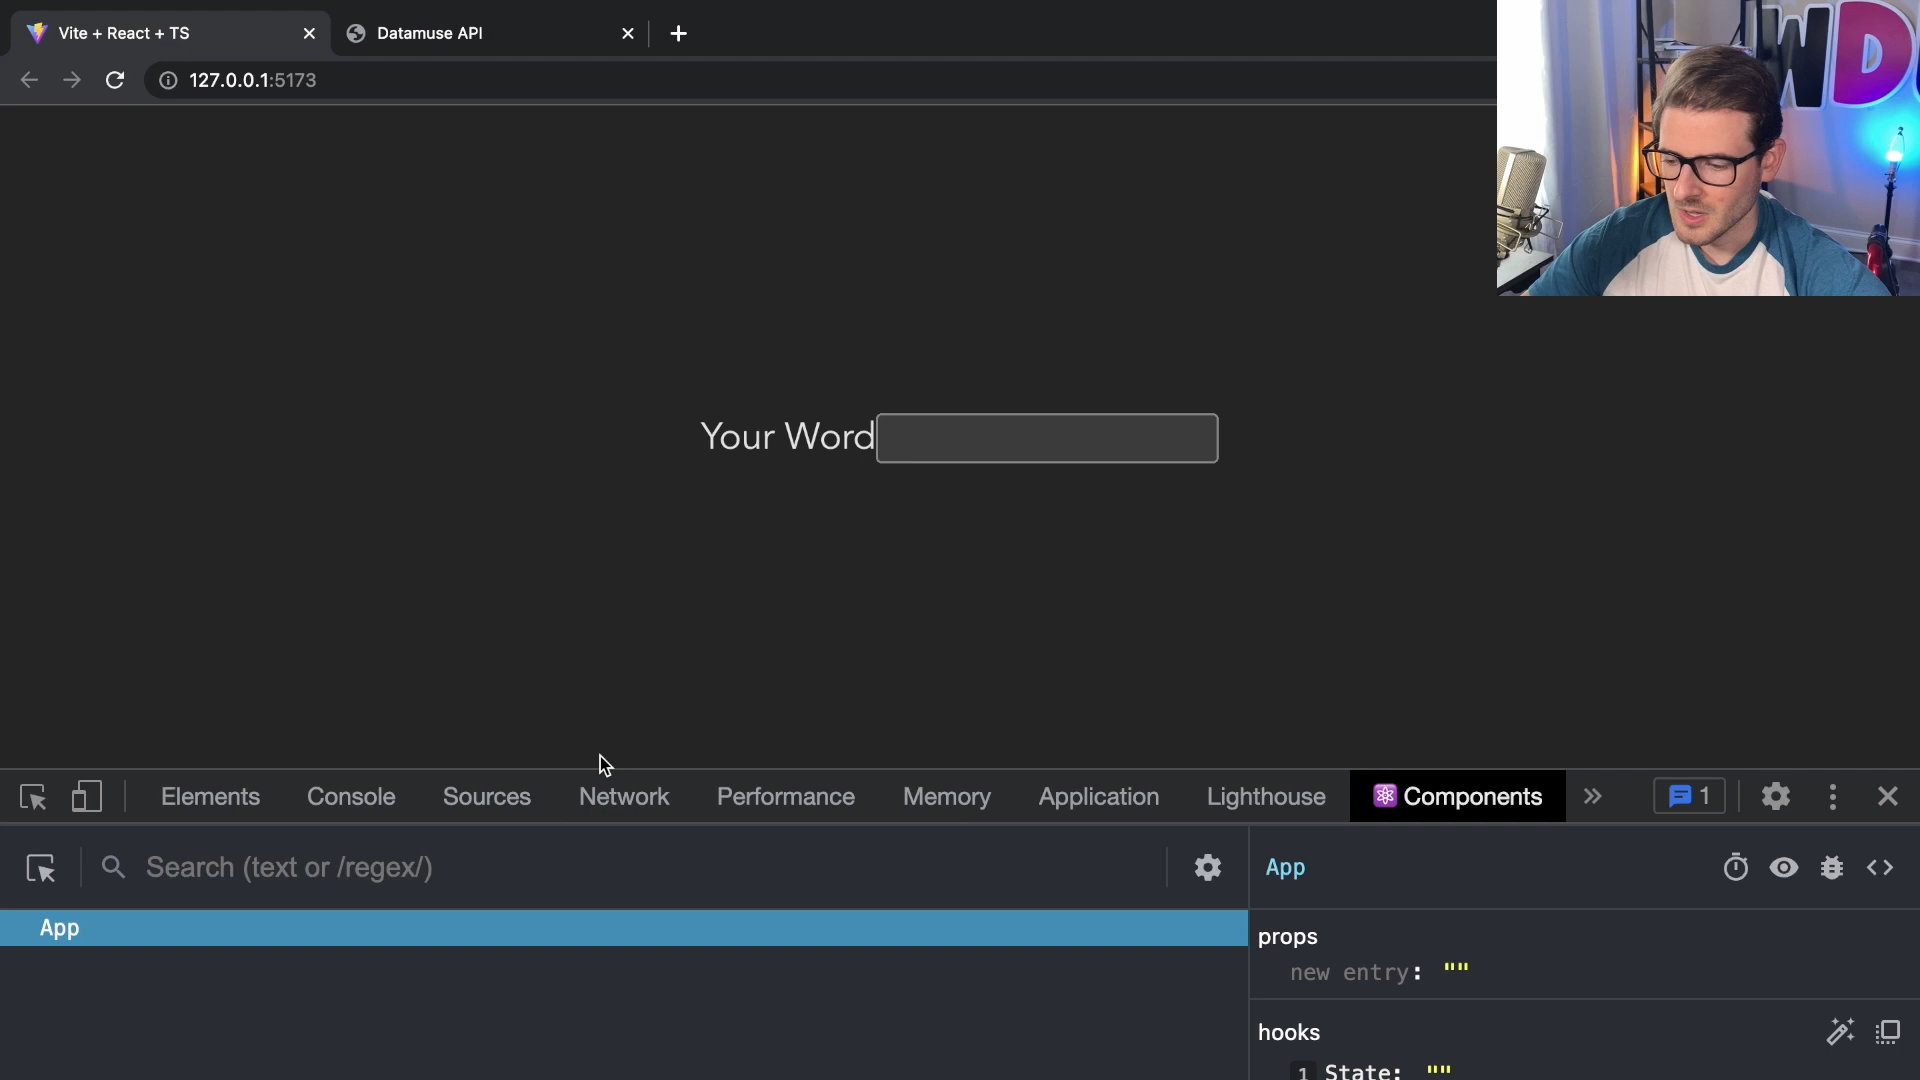 Vite + React + TS
Datamuse API
127.0.0.1:5173
WD
Your Word
Elements Console Sources Network Performance Memory Application Lighthouse Components 1
Search (text or /regex/)
App
App
props
new entry: ""
hooks
1 State: ""